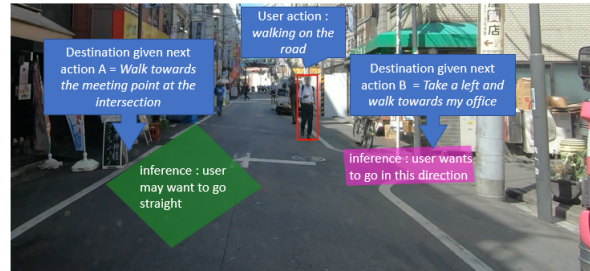 User action :
walking on the
road
Destination given next
action A = Walk towards
the meeting point at the
intersection
Destination given next
action B = Take a left and
walk towards my office
inference : user
may want to go
straight
inference : user wants
to go in this direction
店